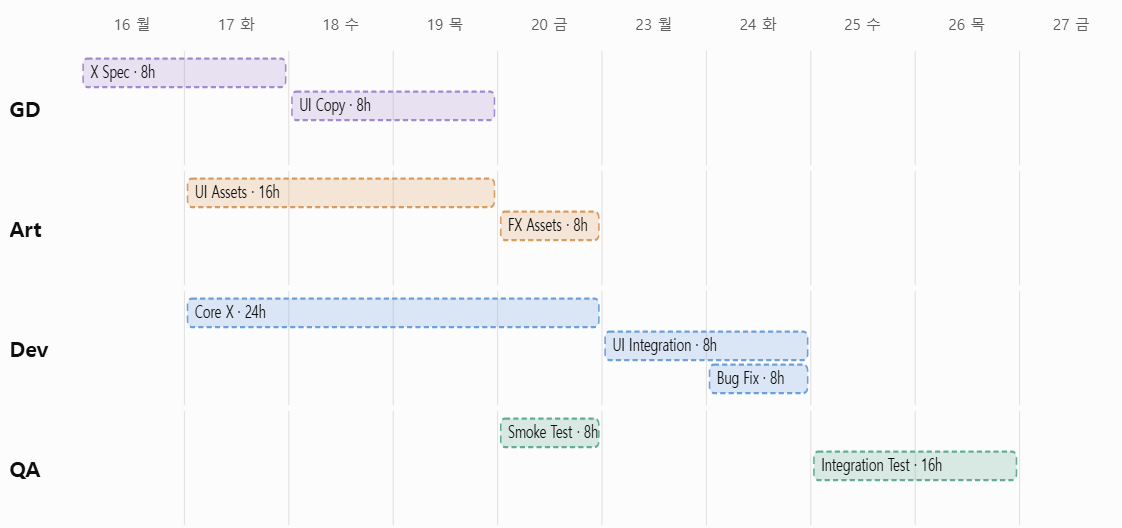 16 월 17 화 18 수 19 목 20 금 23 월 24 화 25 수 26 목 27 금
X Spec · 8h
GD
UI Copy · 8h
UI Assets · 16h
Art
FX Assets · 8h
Core X · 24h
Dev
UI Integration · 8h
Bug Fix · 8h
Smoke Test · 8h
QA
Integration Test · 16h